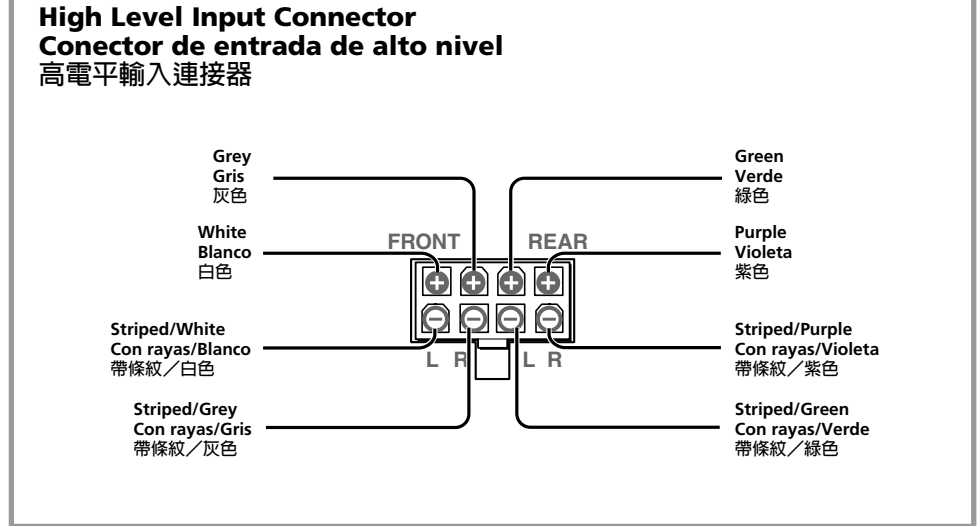 High Level Input Connector
Conector de entrada de alto nivel
高電平輸入連接器
Grey
Gris
灰色
Green
Verde
綠色
White
Blanco
白色
FRONT REAR
Purple
Violeta
紫色
Striped/White
Con rayas/Blanco
帶條紋／白色
L R L R
Striped/Purple
Con rayas/Violeta
帶條紋／紫色
Striped/Grey
Con rayas/Gris
帶條紋／灰色
Striped/Green
Con rayas/Verde
帶條紋／綠色